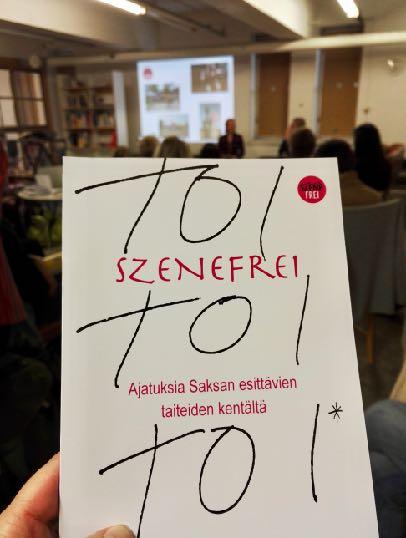 TOI
SZENE
FREI
SZENEFREI
TOI
Ajatuksia Saksan esittävien
taiteiden kentältä
TOI*